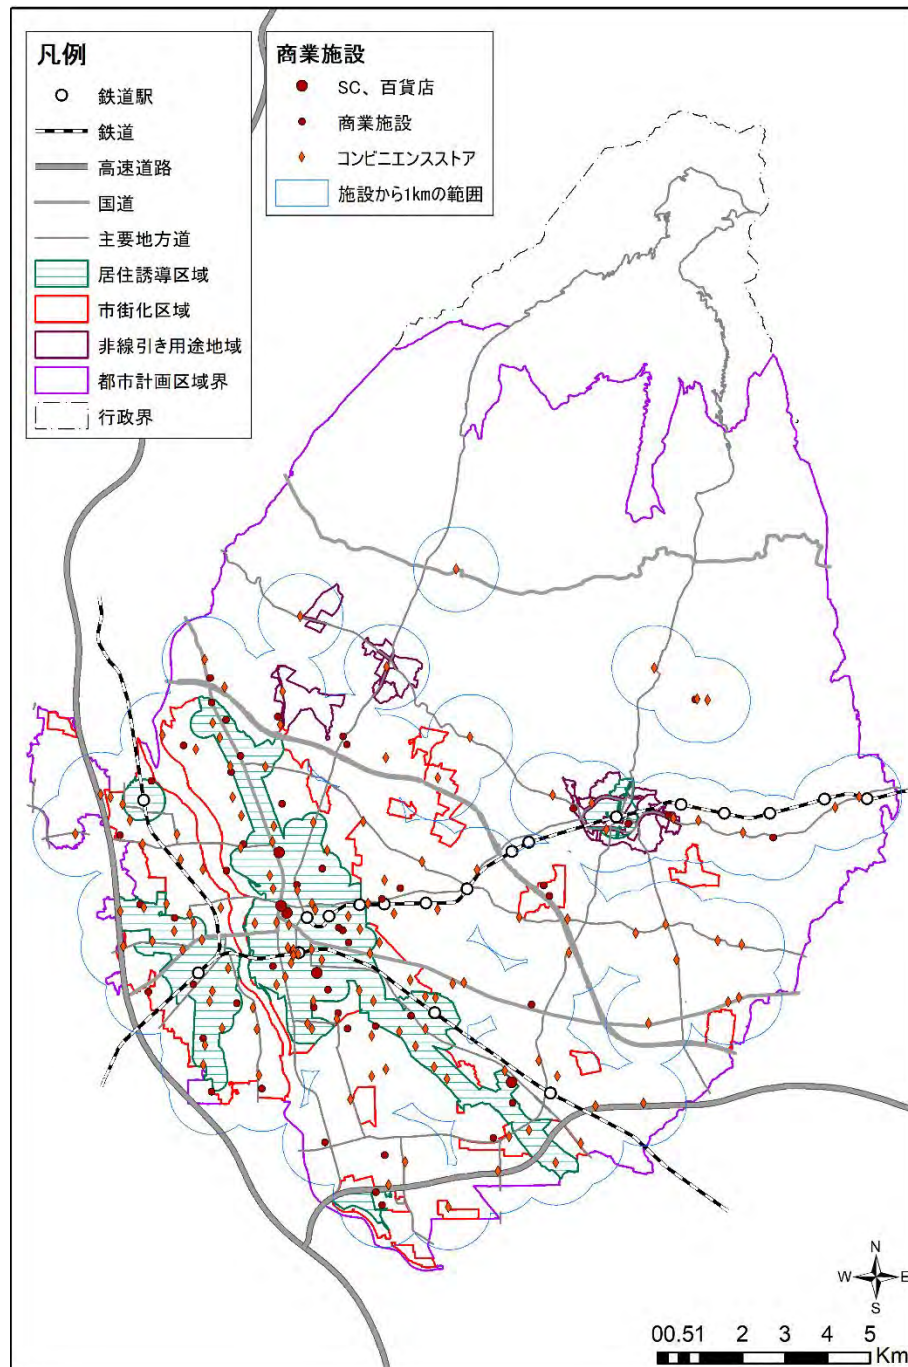 凡例
鉄道駅
鉄道
高速道路
国道
主要地方道
居住誘導区域
市街化区域
非線引き用途地域
都市計画区域界
行政界
商業施設
SC、百貨店
商業施設
コンビニエンスストア
施設から1kmの範囲
N
W E
S
00.51 2 3 4 5
Km